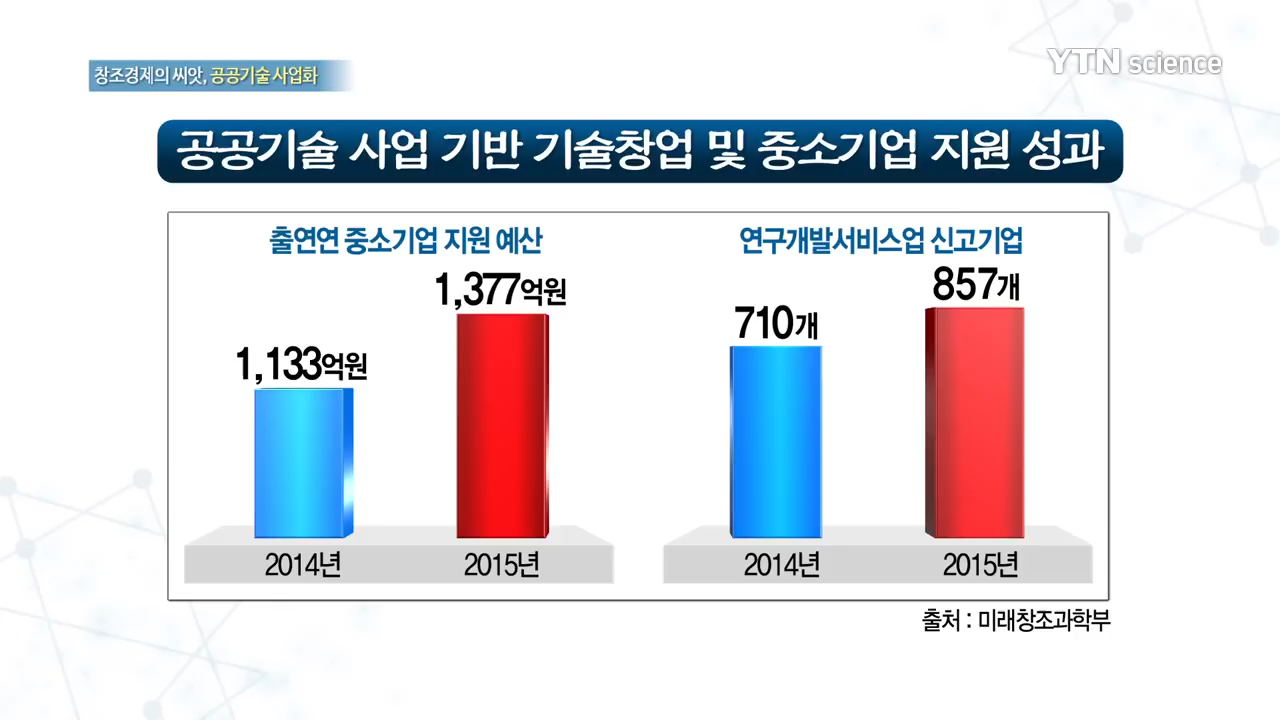 창조경제의 씨앗, 공공기술 사업화
YTN science
공공기술 사업 기반 기술창업 및 중소기업 지원 성과
출연연 중소기업 지원 예산
1,133억원
1,377억원
2014년
2015년
연구개발서비스업 신고기업
710개
857개
2014년
2015년
출처 : 미래창조과학부